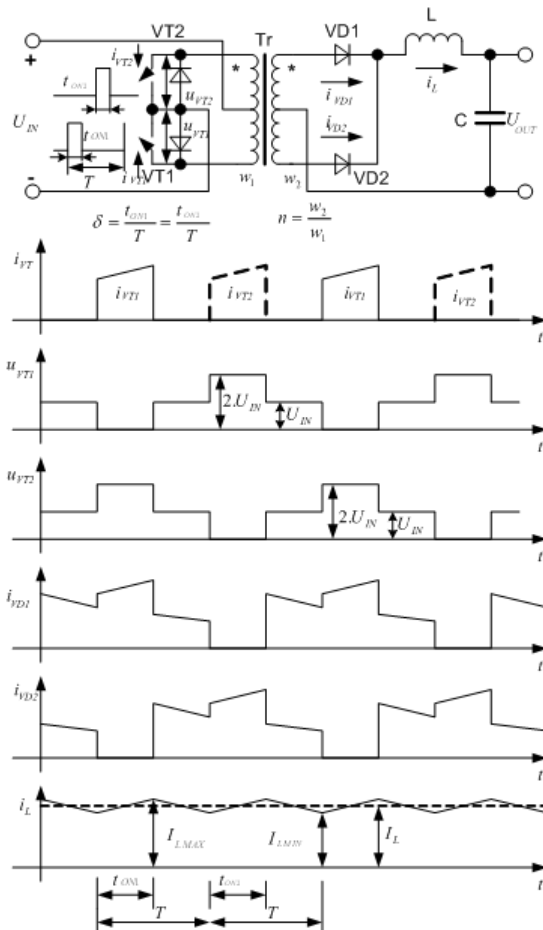 VT2 Tr VD1 L
+ i_VT2 * *
t_ON2 u_VT2 i_VD1 i_L
U_IN t_ON1 u_VT1 i_VD2 C U_OUT
T
- i_VT1 VT1 w_1 w_2 VD2
δ = t_ON1/T = t_ON2/T n = w_2/w_1
i_VT
i_VT1 i_VT2 i_VT1 i_VT2
t
u_VT1
2.U_IN U_IN
t
u_VT2
2.U_IN U_IN
t
i_VD1
t
i_VD2
t
i_L
I_LMAX I_LMIN I_L
t
t_ON1 t_ON2
T T